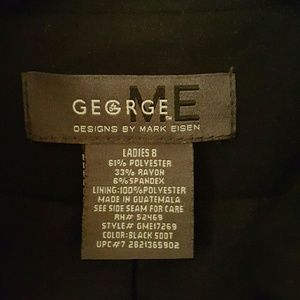 GEORGE ME
DESIGNS BY MARK EISEN
LADIES 8
61% POLYESTER
33% RAYON
6% SPANDEX
LINING: 100% POLYESTER
MADE IN GUATEMALA
SEE SIDE SEAM FOR CARE
RN# 52469
STYLE# GME17269
COLOR: BLACK SOOT
UPC#7 2821365902